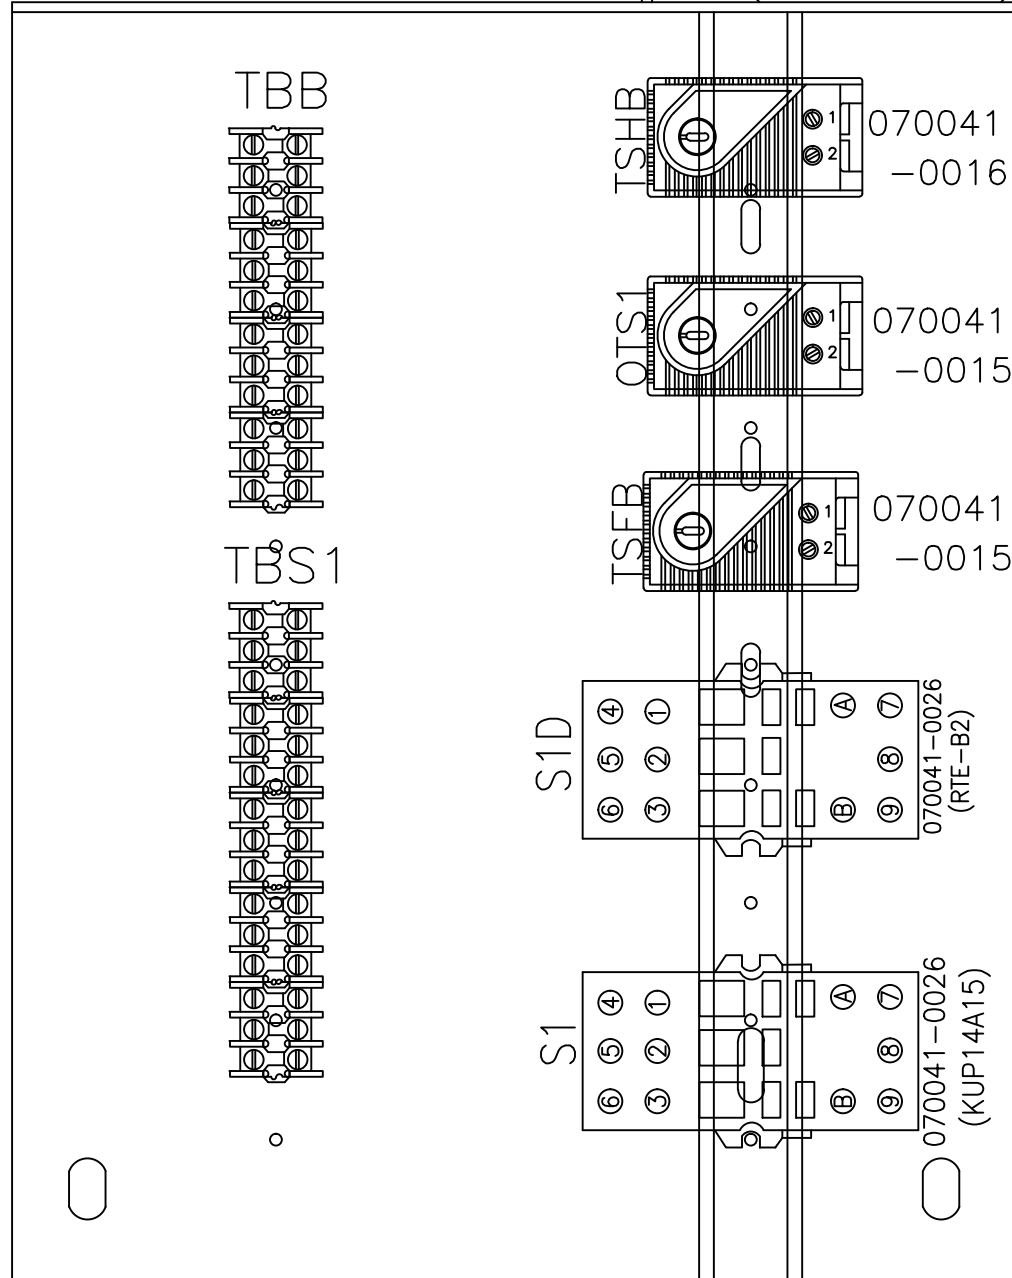 TBB
TSHB
1
2
070041
-0016
OTS1
1
2
070041
-0015
TSFB
1
2
070041
-0015
TBS1
S1D
4 1 A 7
5 2 8
6 3 B 9
070041-0026
(RTE-B2)
S1
4 1 A 7
5 2 8
6 3 B 9
070041-0026
(KUP14A15)